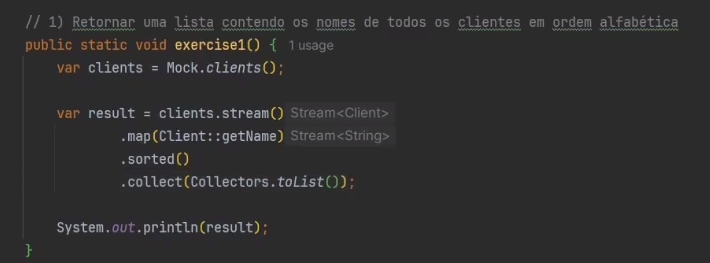 // 1) Retornar uma lista contendo os nomes de todos os clientes em ordem alfabética
public static void exercise1() { 1 usage
var clients = Mock.clients();
var result = clients.stream() Stream<Client>
.map(Client::getName) Stream<String>
.sorted()
.collect(Collectors.toList());
System.out.println(result);
}